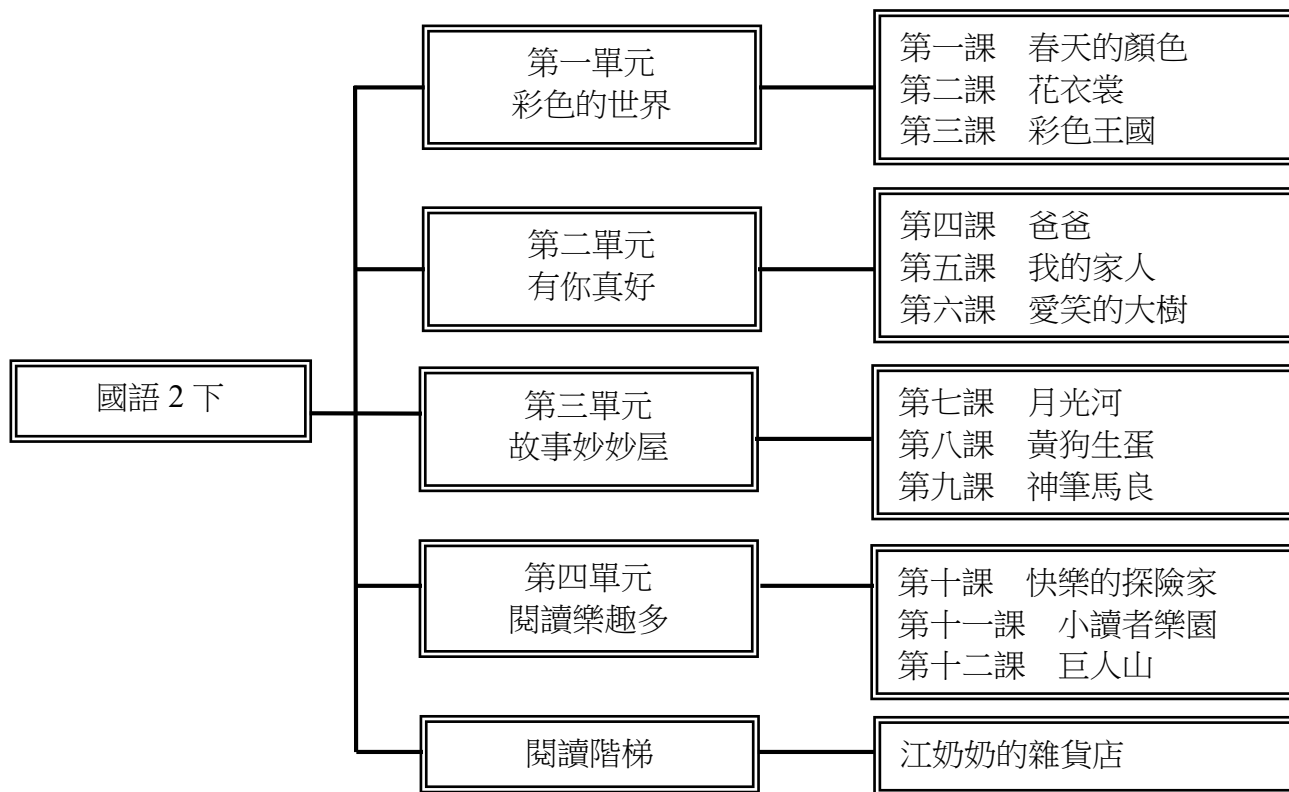 國語 2 下
第一單元
彩色的世界
第一課　春天的顏色
第二課　花衣裳
第三課　彩色王國
第二單元
有你真好
第四課　爸爸
第五課　我的家人
第六課　愛笑的大樹
第三單元
故事妙妙屋
第七課　月光河
第八課　黃狗生蛋
第九課　神筆馬良
第四單元
閱讀樂趣多
第十課　快樂的探險家
第十一課　小讀者樂園
第十二課　巨人山
閱讀階梯
江奶奶的雜貨店